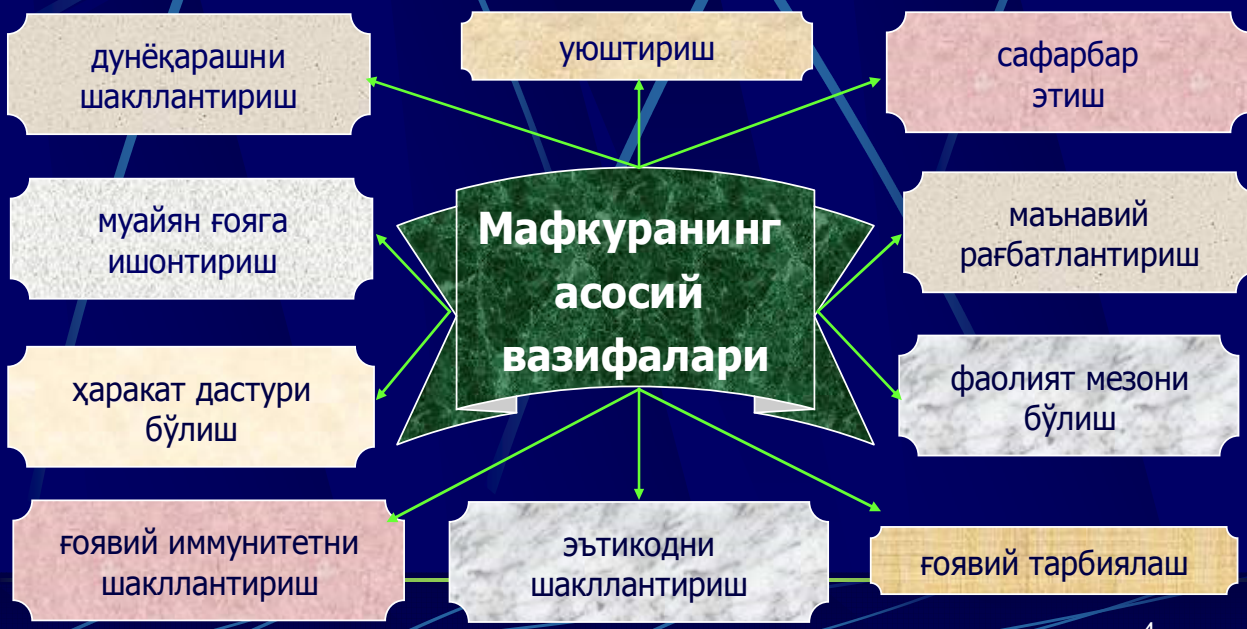 дунёқарашни
шакллантириш
уюштириш
сафарбар
этиш
муайян ғояга
ишонтириш
Мафкуранинг
асосий
вазифалари
маънавий
рағбатлантириш
ҳаракат дастури
бўлиш
фаолият мезони
бўлиш
ғоявий иммунитетни
шакллантириш
эътикодни
шакллантириш
ғоявий тарбиялаш